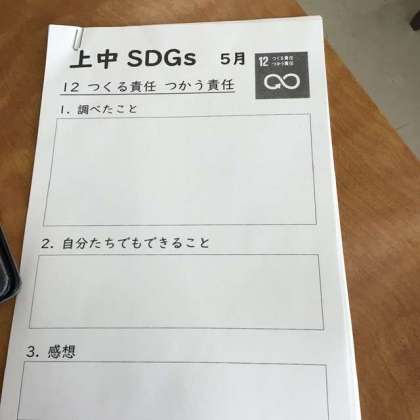 上中 SDGs 5月
12 つくる責任 つかう責任
12 つくる責任 つかう責任
1. 調べたこと
2. 自分たちでもできること
3. 感想